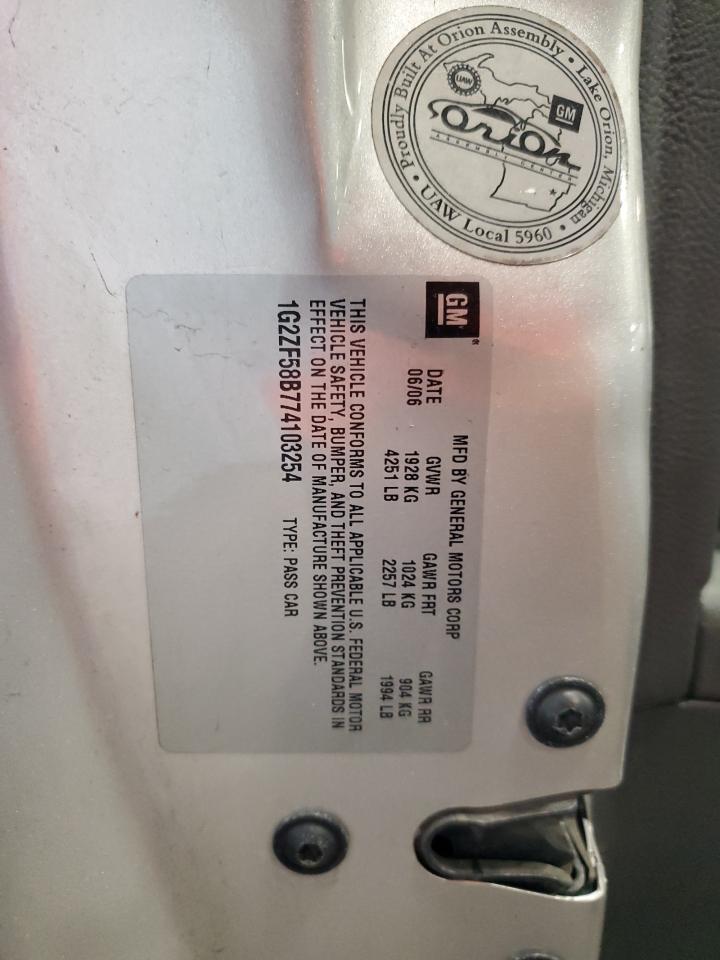 Proudly Built At Orion Assembly • Lake Orion, Michigan •
UAW
GM
Orion
ASSEMBLY CENTER
UAW Local 5960
GM
MFD BY GENERAL MOTORS CORP
DATE GVWR GAWR FRT GAWR RR
06/06 1928 KG 1024 KG 904 KG
4251 LB 2257 LB 1994 LB
THIS VEHICLE CONFORMS TO ALL APPLICABLE U.S. FEDERAL MOTOR
VEHICLE SAFETY, BUMPER, AND THEFT PREVENTION STANDARDS IN
EFFECT ON THE DATE OF MANUFACTURE SHOWN ABOVE.
1G2ZF58B774103254 TYPE: PASS CAR